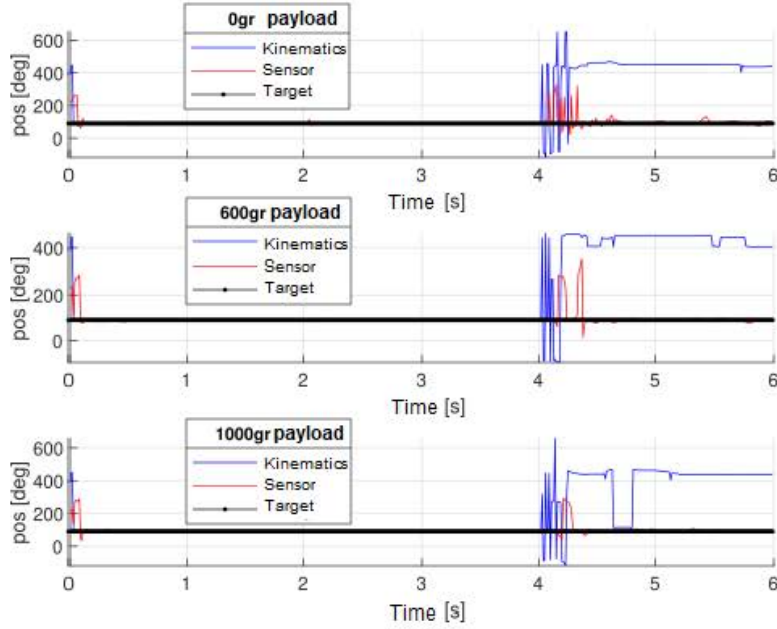 0gr payload
Kinematics
Sensor
Target
pos [deg]
600
400
200
0
0 1 2 3 4 5 6
Time [s]
600gr payload
Kinematics
Sensor
Target
pos [deg]
400
200
0
0 1 2 3 4 5 6
Time [s]
1000gr payload
Kinematics
Sensor
Target
pos [deg]
600
400
200
0
0 1 2 3 4 5 6
Time [s]